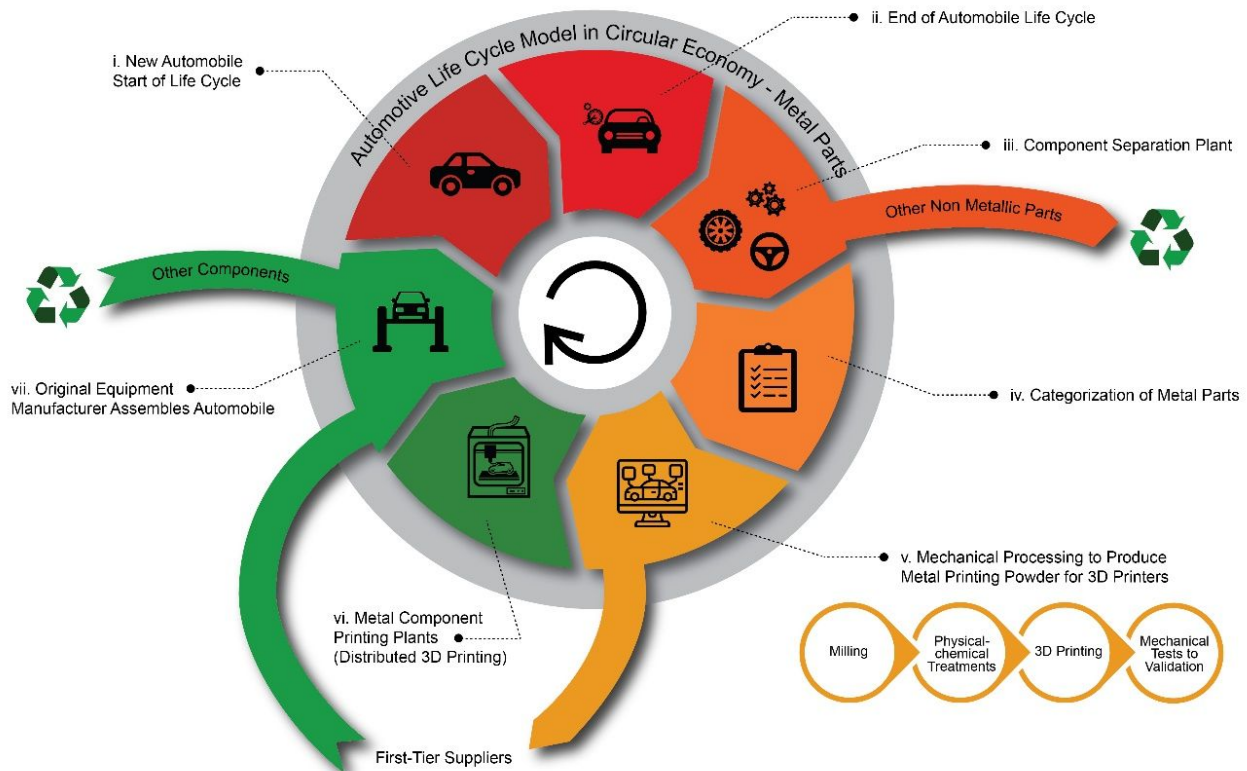 Automotive Life Cycle Model in Circular Economy - Metal Parts
i. New Automobile
Start of Life Cycle
ii. End of Automobile Life Cycle
iii. Component Separation Plant
Other Non Metallic Parts
iv. Categorization of Metal Parts
v. Mechanical Processing to Produce
Metal Printing Powder for 3D Printers
Milling
Physical-
chemical
Treatments
3D Printing
Mechanical
Tests to
Validation
vi. Metal Component
Printing Plants
(Distributed 3D Printing)
First-Tier Suppliers
vii. Original Equipment
Manufacturer Assembles Automobile
Other Components